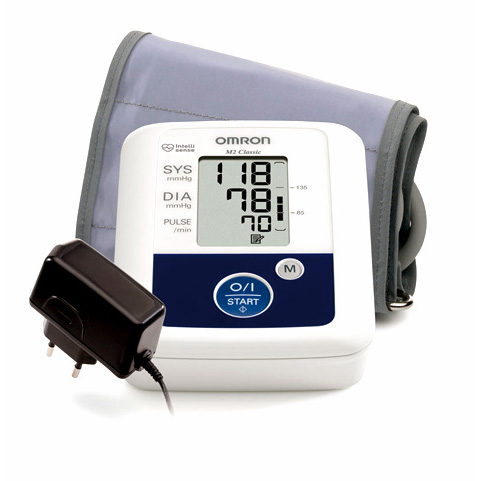 OMRON
Intelli
sense
M2 Classic
SYS
mmHg
118
135
DIA
mmHg
78
85
PULSE
/min
70
M
O/I
START